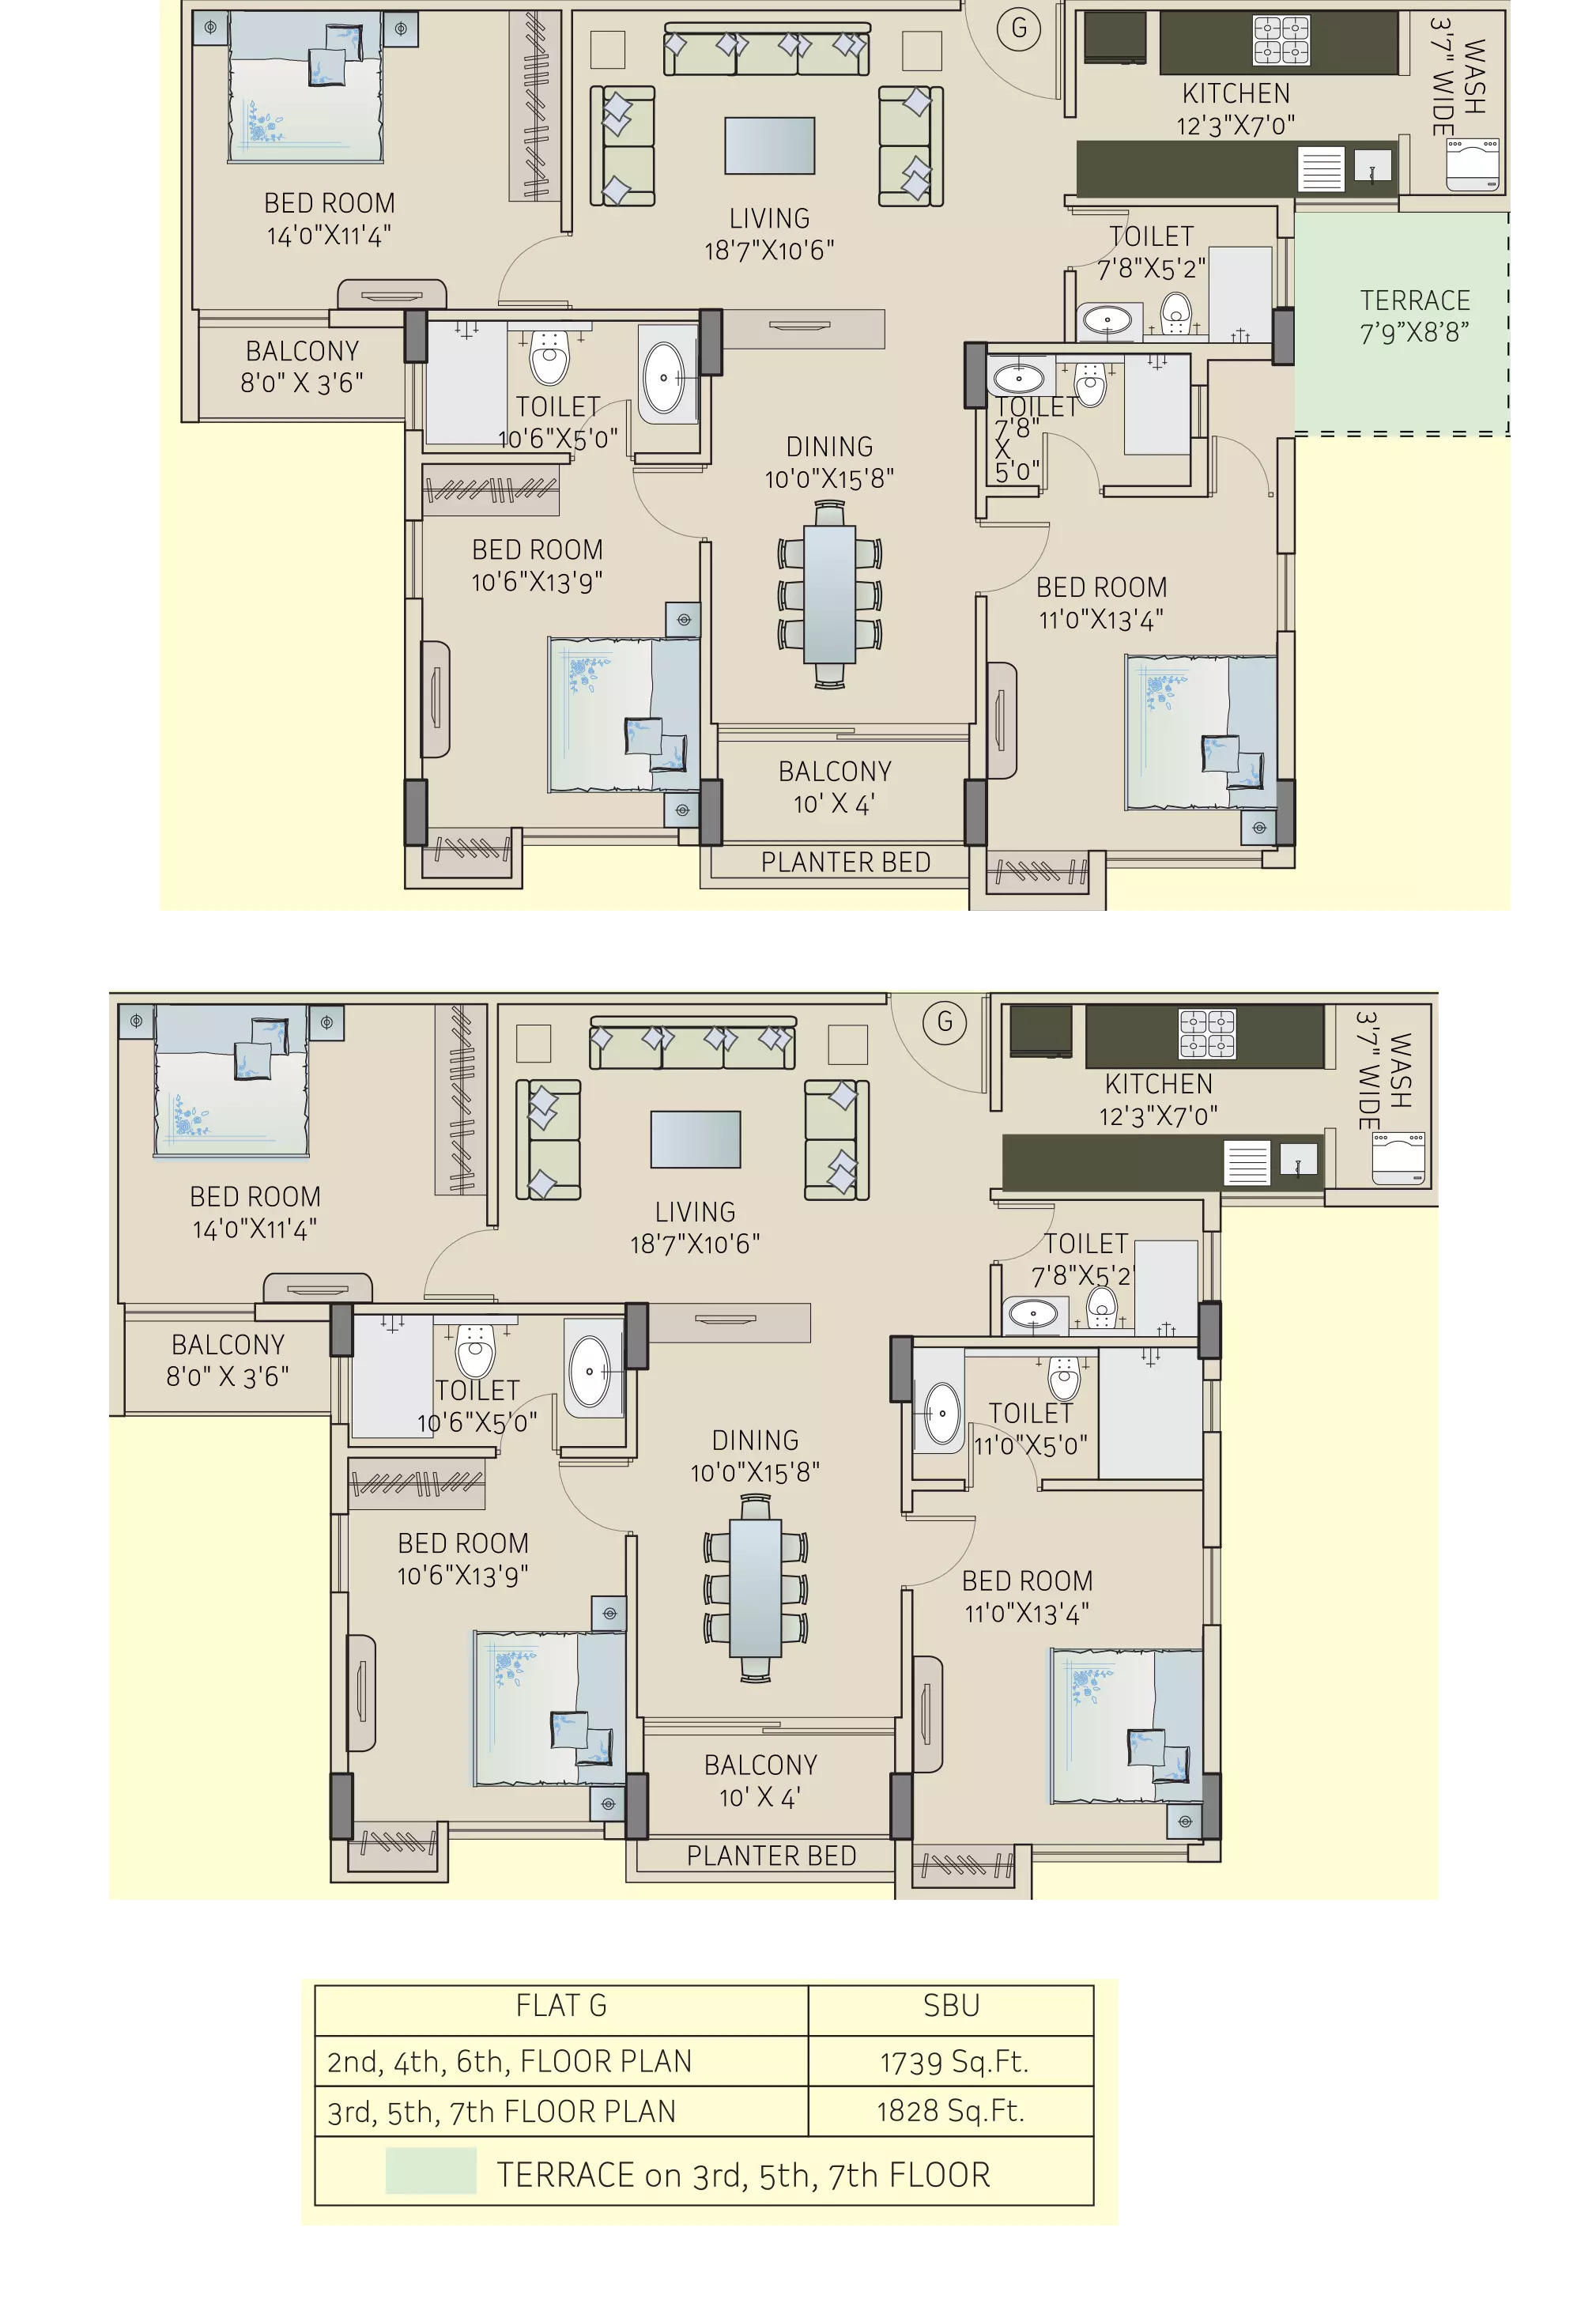 G
KITCHEN
12'3"X7'0"
WASH
3'7" WIDE
BED ROOM
14'0"X11'4"
LIVING
18'7"X10'6"
TOILET
7'8"X5'2"
TERRACE
7'9”X8'8”
BALCONY
8'0" X 3'6"
TOILET
10'6"X5'0"
TOILET
7'8"
X
5'0"
DINING
10'0"X15'8"
BED ROOM
10'6"X13'9"
BED ROOM
11'0"X13'4"
BALCONY
10' X 4'
PLANTER BED
G
KITCHEN
12'3"X7'0"
WASH
3'7" WIDE
BED ROOM
14'0"X11'4"
LIVING
18'7"X10'6"
TOILET
7'8"X5'2'
BALCONY
8'0" X 3'6"
TOILET
10'6"X5'0"
TOILET
11'0"X5'0"
DINING
10'0"X15'8"
BED ROOM
10'6"X13'9"
BED ROOM
11'0"X13'4"
BALCONY
10' X 4'
PLANTER BED
FLAT G SBU
2nd, 4th, 6th, FLOOR PLAN 1739 Sq.Ft.
3rd, 5th, 7th FLOOR PLAN 1828 Sq.Ft.
TERRACE on 3rd, 5th, 7th FLOOR